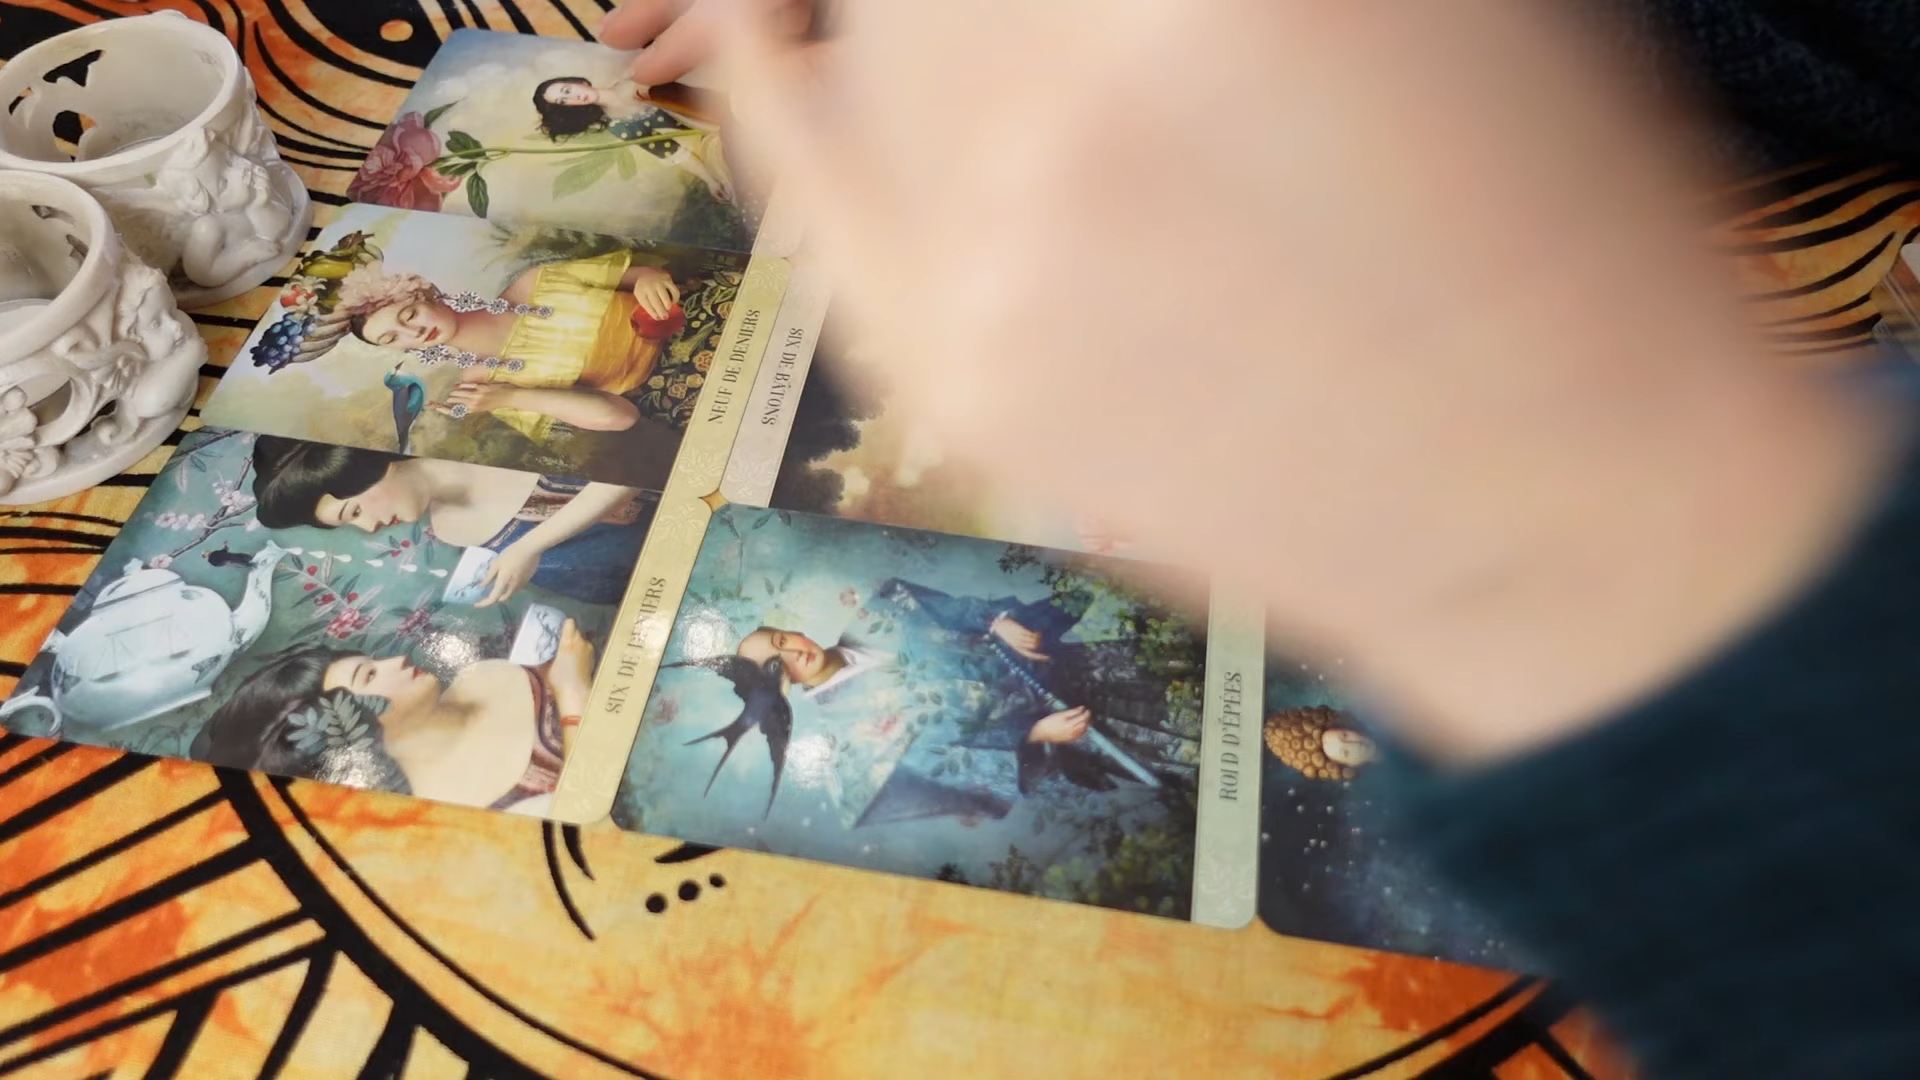 NEUF DE DENIERS
SIX DE BÂTONS
SIX DE DENIERS
ROI D'ÉPÉES